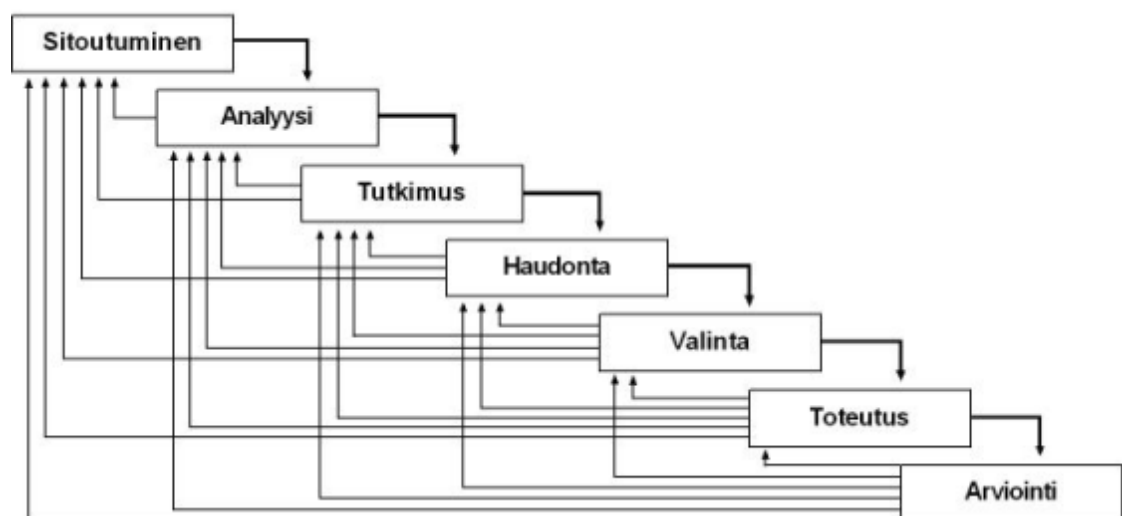 Sitoutuminen
Analyysi
Tutkimus
Haudonta
Valinta
Toteutus
Arviointi